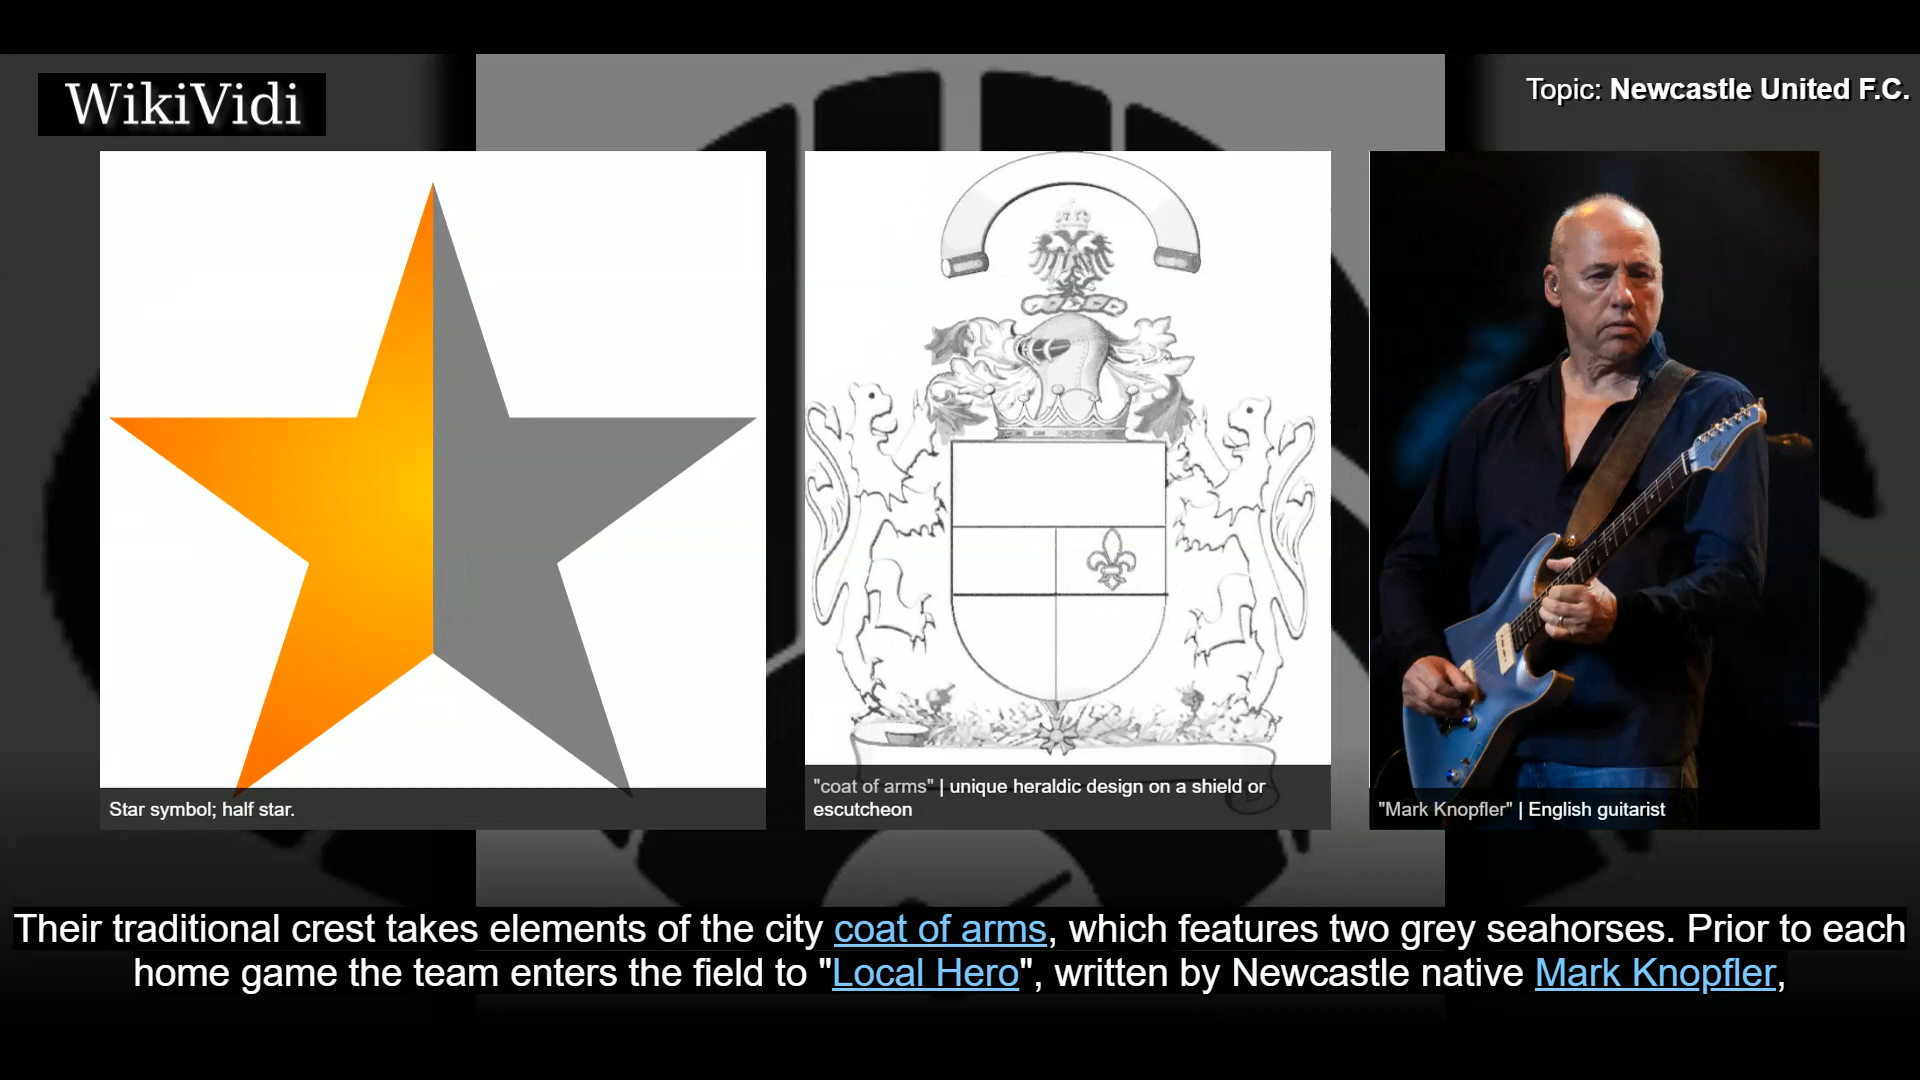 WikiVidi
Topic: Newcastle United F.C.
Star symbol; half star.
"coat of arms" | unique heraldic design on a shield or
escutcheon
"Mark Knopfler" | English guitarist
Their traditional crest takes elements of the city coat of arms, which features two grey seahorses. Prior to each
home game the team enters the field to "Local Hero", written by Newcastle native Mark Knopfler,